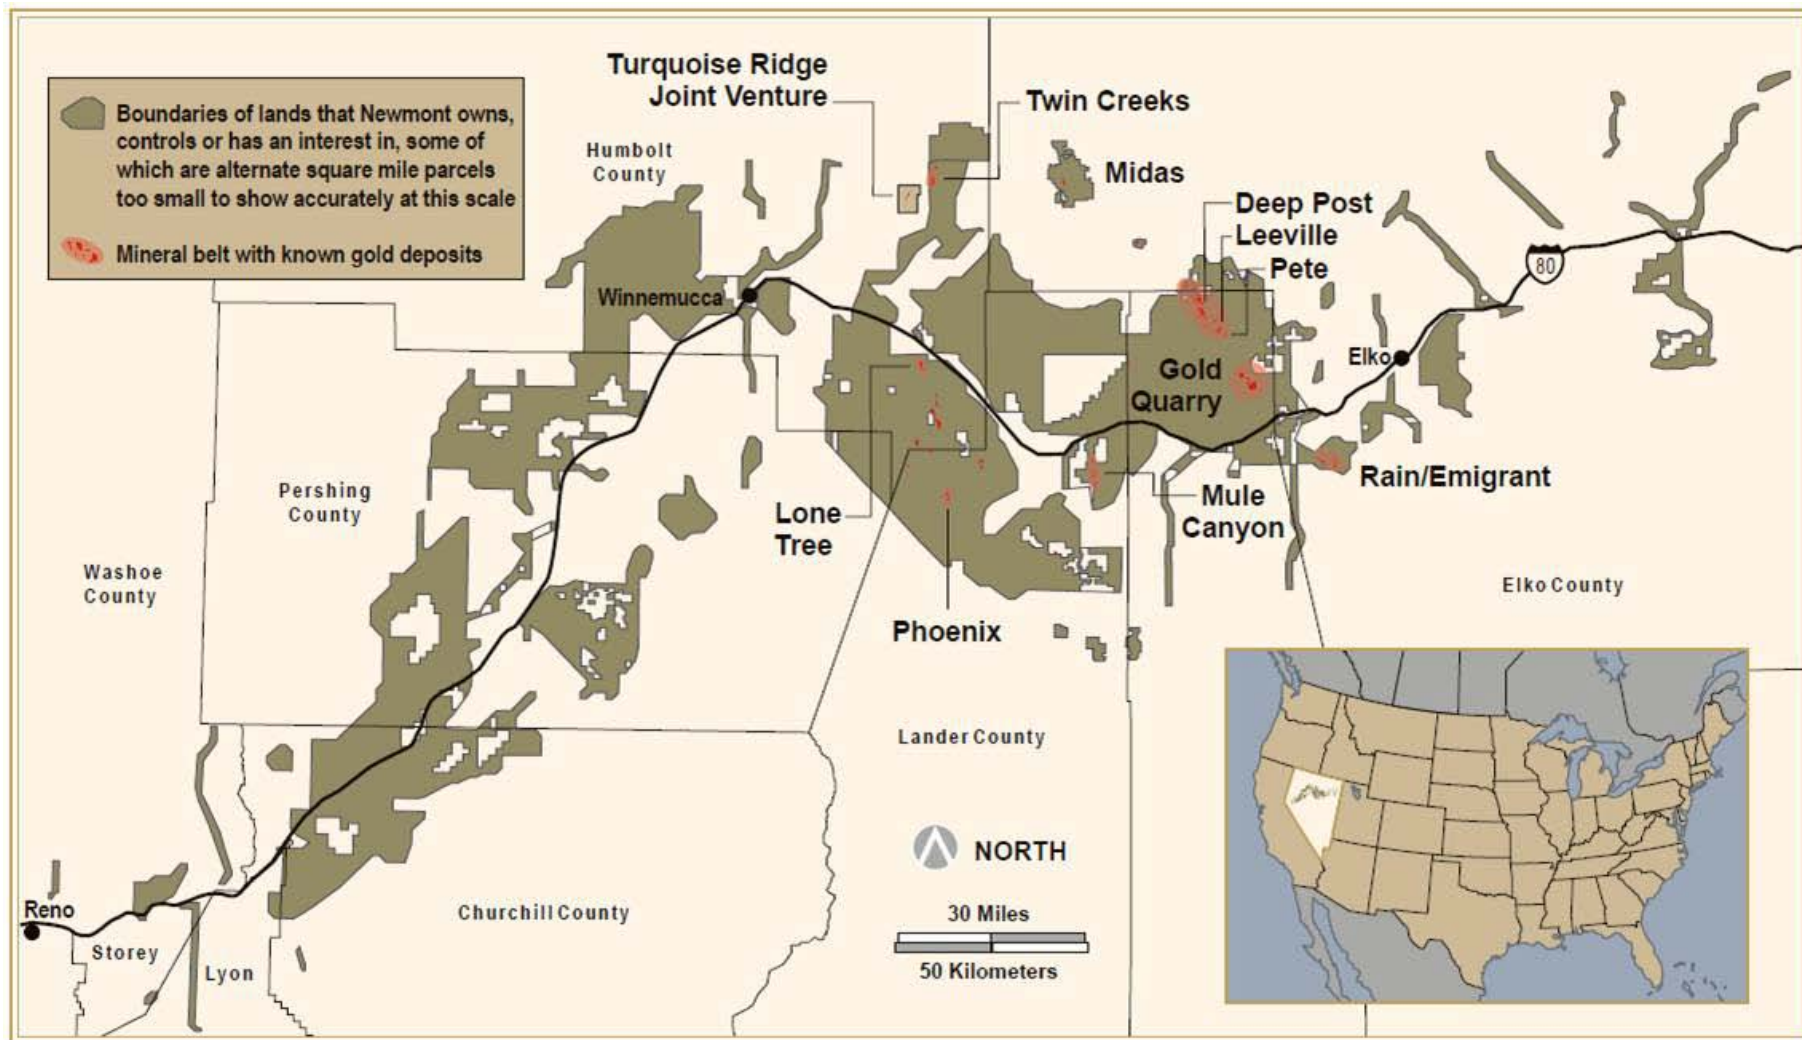 Boundaries of lands that Newmont owns,
controls or has an interest in, some of
which are alternate square mile parcels
too small to show accurately at this scale
Mineral belt with known gold deposits
Turquoise Ridge
Joint Venture
Twin Creeks
Humbolt
County
Midas
Deep Post
Leeville
Pete
80
Winnemucca
Elko
Gold
Quarry
Pershing
County
Lone
Tree
Mule
Canyon
Rain/Emigrant
Washoe
County
Elko County
Phoenix
Lander County
NORTH
30 Miles
50 Kilometers
Reno
Storey
Lyon
Churchill County